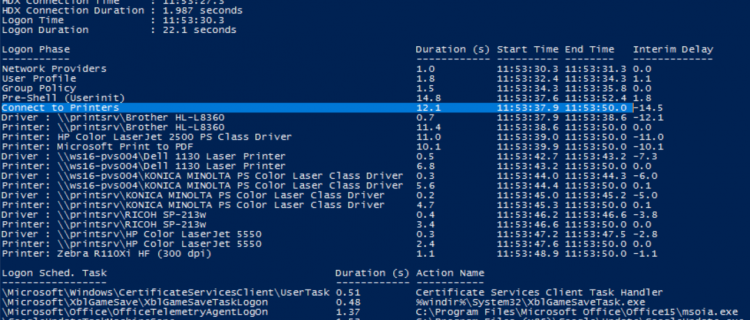 HDX Connection Time : 11:53:27.3
HDX Connection Duration : 1.987 seconds
Logon Time : 11:53:30.3
Logon Duration : 22.1 seconds
Logon Phase Duration (s) Start Time End Time Interim Delay
----------- ------------ ---------- -------- -------------
Network Providers 1.0 11:53:30.3 11:53:31.3 0.0
User Profile 1.8 11:53:32.4 11:53:34.3 1.1
Group Policy 1.5 11:53:34.3 11:53:35.8 0.0
Pre-Shell (Userinit) 14.8 11:53:37.6 11:53:52.4 1.8
Connect to Printers 12.1 11:53:37.9 11:53:50.0 -14.5
Driver : \\printsrv\Brother HL-L8360 0.7 11:53:37.9 11:53:38.6 -12.1
Printer: \\printsrv\Brother HL-L8360 11.4 11:53:38.6 11:53:50.0 0.0
Printer: HP Color LaserJet 2500 PS Class Driver 11.0 11:53:39.0 11:53:50.0 -11.0
Printer: Microsoft Print to PDF 10.1 11:53:39.9 11:53:50.0 -10.1
Driver : \\ws16-pvs004\Dell 1130 Laser Printer 0.5 11:53:42.7 11:53:43.2 -7.3
Printer: \\ws16-pvs004\Dell 1130 Laser Printer 6.8 11:53:43.2 11:53:50.0 0.0
Driver : \\ws16-pvs004\KONICA MINOLTA PS Color Laser Class Driver 0.3 11:53:44.0 11:53:44.3 -6.0
Printer: \\ws16-pvs004\KONICA MINOLTA PS Color Laser Class Driver 5.6 11:53:44.4 11:53:50.0 0.1
Driver : \\printsrv\KONICA MINOLTA PS Color Laser Class Driver 0.2 11:53:45.0 11:53:45.2 -5.0
Printer: \\printsrv\KONICA MINOLTA PS Color Laser Class Driver 4.7 11:53:45.3 11:53:50.0 0.1
Driver : \\printsrv\RICOH SP-213w 0.4 11:53:46.2 11:53:46.6 -3.8
Printer: \\printsrv\RICOH SP-213w 3.4 11:53:46.6 11:53:50.0 0.0
Driver : \\printsrv\HP Color LaserJet 5550 0.3 11:53:47.2 11:53:47.5 -2.8
Printer: \\printsrv\HP Color LaserJet 5550 2.4 11:53:47.6 11:53:50.0 0.0
Printer: Zebra R110Xi HF (300 dpi) 1.1 11:53:48.9 11:53:50.0 -1.1
Logon Sched. Task Duration (s) Action Name
----------------- ------------ -----------
\Microsoft\Windows\CertificateServicesClient\UserTask 0.51 Certificate Services Client Task Handler
\Microsoft\XblGameSave\XblGameSaveTaskLogon 0.48 %windir%\System32\XblGameSaveTask.exe
\Microsoft\Office\OfficeTelemetryAgentLogOn 1.37 C:\Program Files\Microsoft Office\Office15\msoia.exe